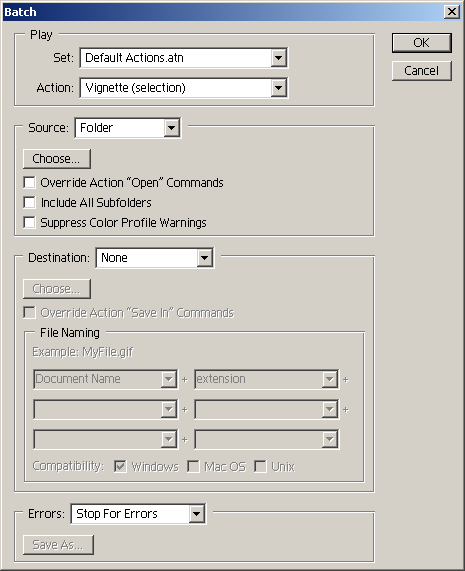 Batch
Play
OK
Set: Default Actions.atn
Cancel
Action: Vignette (selection)
Source: Folder
Choose...
Override Action "Open" Commands
Include All Subfolders
Suppress Color Profile Warnings
Destination: None
Choose...
Override Action "Save In" Commands
File Naming
Example: MyFile.gif
Document Name + extension +
+ +
+
Compatibility: Windows Mac OS Unix
Errors: Stop For Errors
Save As...